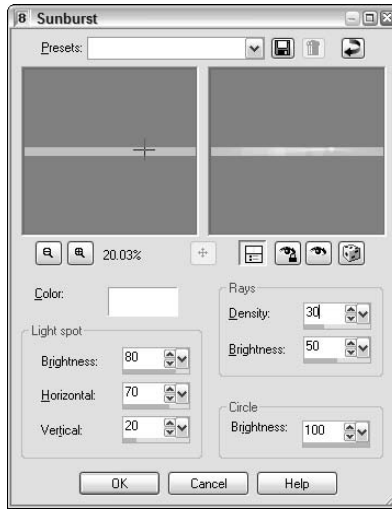 8 Sunburst
Presets:
20.03%
Color:
Light spot
Brightness: 80
Horizontal: 70
Vertical: 20
Rays
Density: 30
Brightness: 50
Circle
Brightness: 100
OK Cancel Help